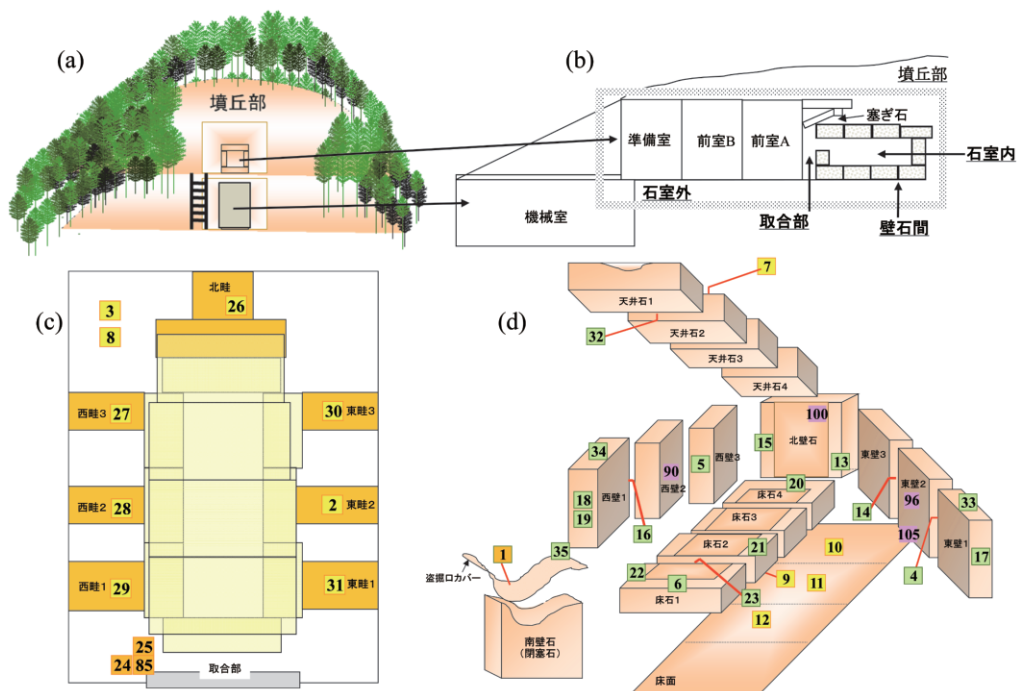 (a)
墳丘部
(b)
墳丘部
塞ぎ石
準備室
前室B
前室A
石室内
石室外
取合部
壁石間
機械室
(c)
北畦
26
3
8
西畦3 27
30 東畦3
西畦2 28
2 東畦2
西畦1 29
31 東畦1
25
24 85
取合部
(d)
7
天井石1
32
天井石2
天井石3
天井石4
100
15
北壁石
13
東壁3
34
5
西壁3
90
西壁2
18
西壁1
19
16
20
床石4
床石3
床石2
21
14
東壁2
96
105
33
東壁1
17
4
35
1
盗掘口カバー
22
6
床石1
23
9
10
11
12
南壁石
(閉塞石)
床面